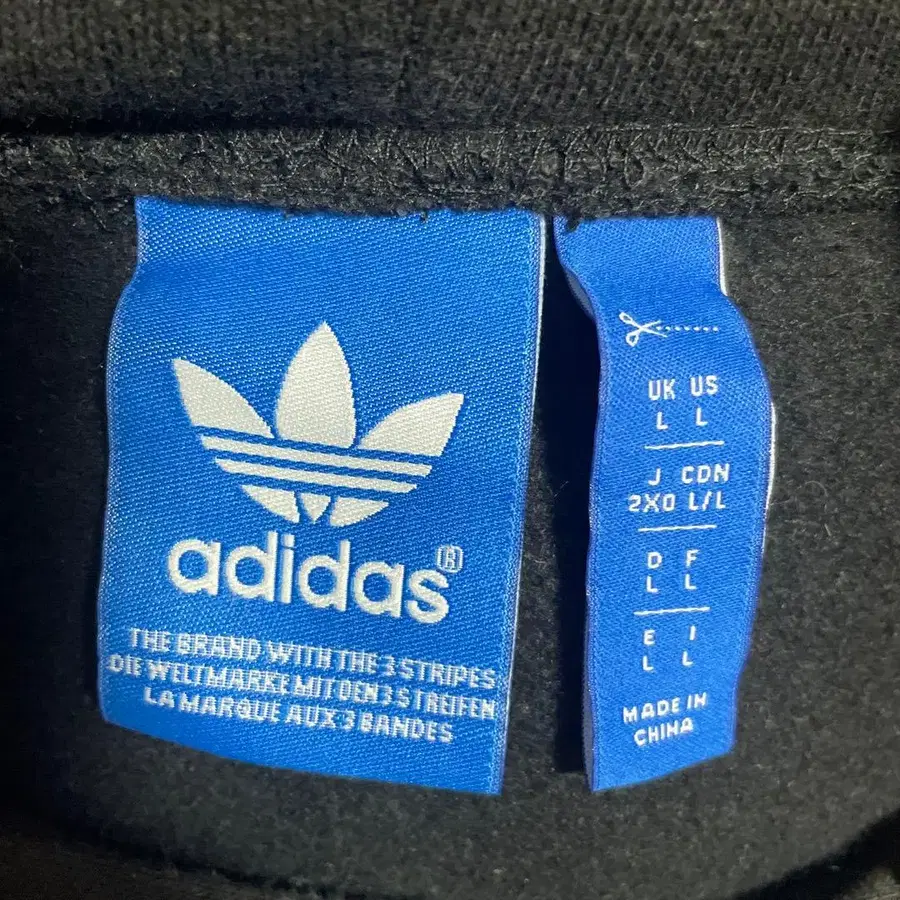 adidas®
THE BRAND WITH THE 3 STRIPES
DIE WELTMARKE MIT DEN 3 STREIFEN
LA MARQUE AUX 3 BANDES
UK US
L L
J CDN
2XO L/L
D F
L L
E I
L L
MADE IN
CHINA